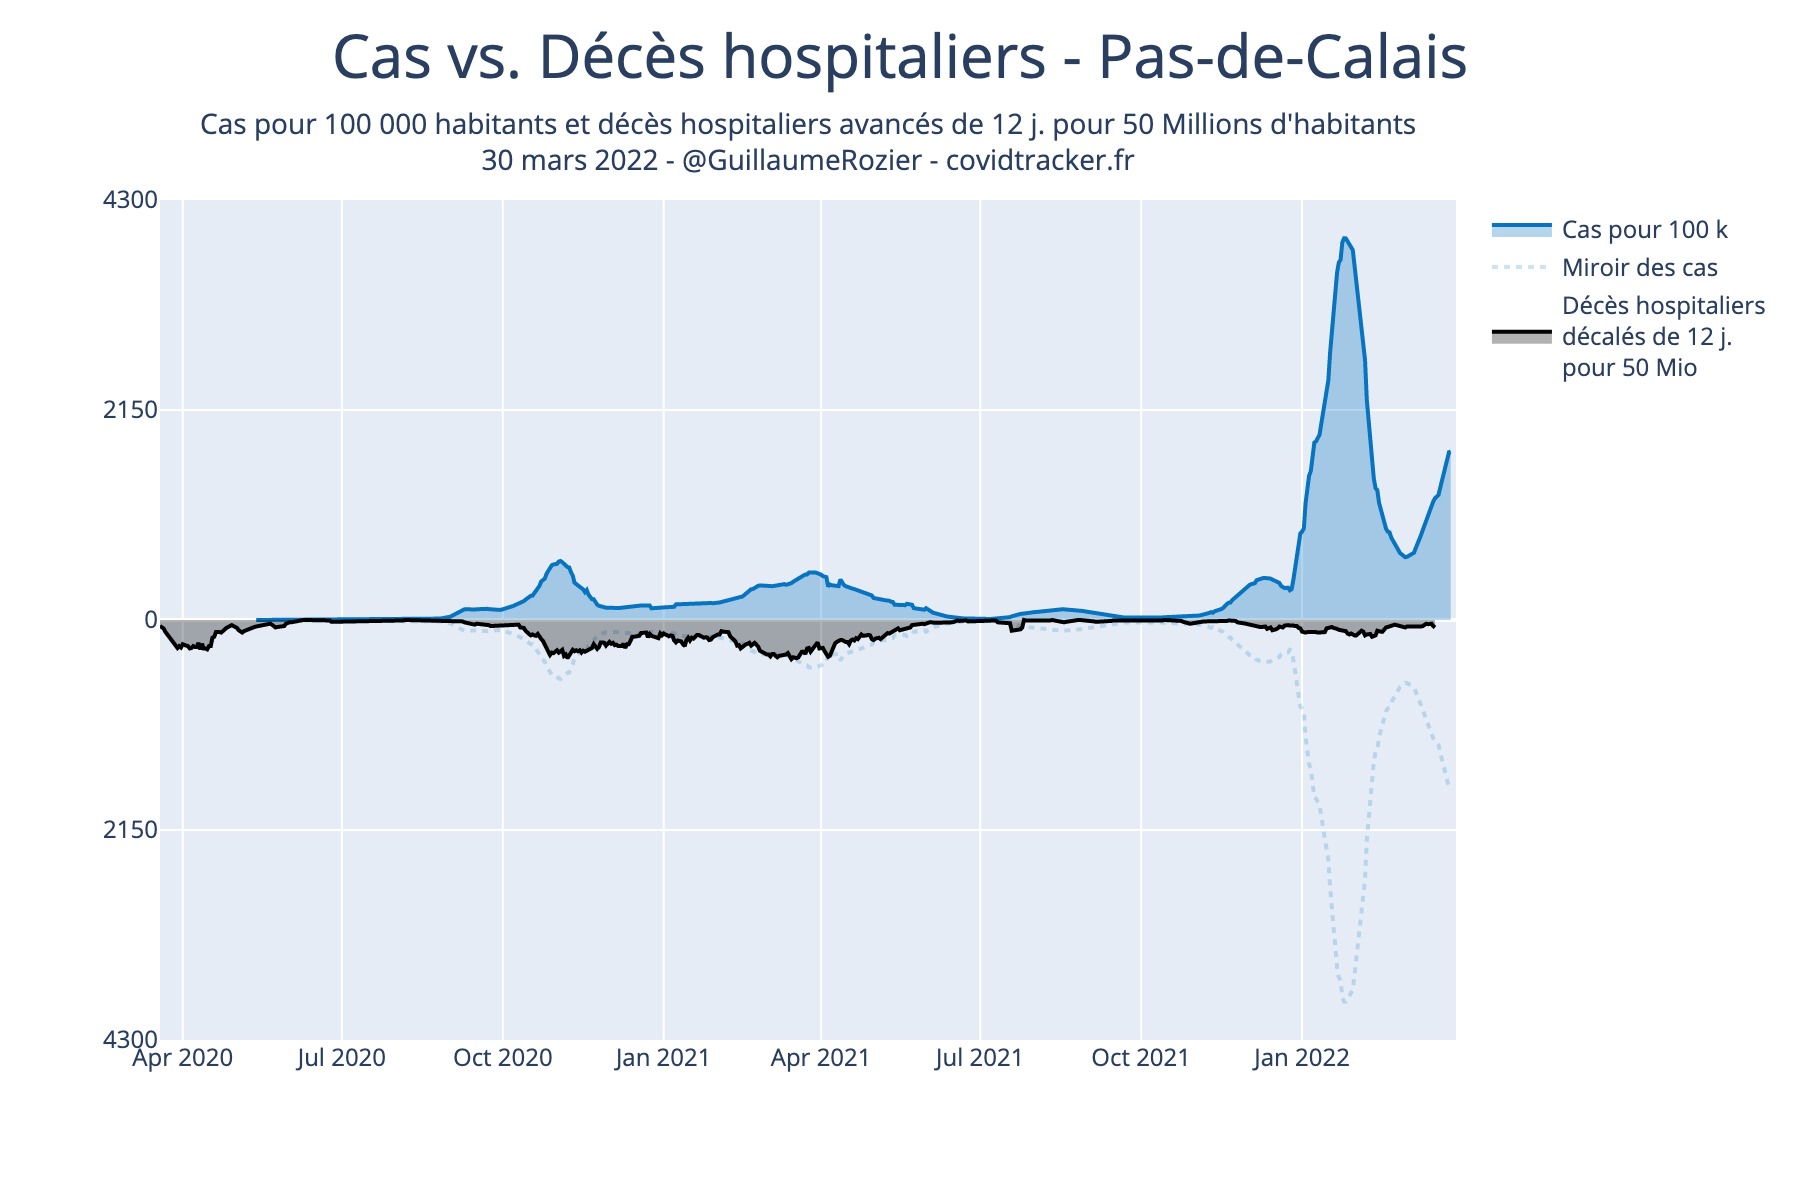 Cas vs. Décès hospitaliers - Pas-de-Calais
Cas pour 100 000 habitants et décès hospitaliers avancés de 12 j. pour 50 Millions d'habitants
30 mars 2022 - @GuillaumeRozier - covidtracker.fr
4300
2150
0
2150
4300
Apr 2020
Jul 2020
Oct 2020
Jan 2021
Apr 2021
Jul 2021
Oct 2021
Jan 2022
Cas pour 100 k
Miroir des cas
Décès hospitaliers
décalés de 12 j.
pour 50 Mio